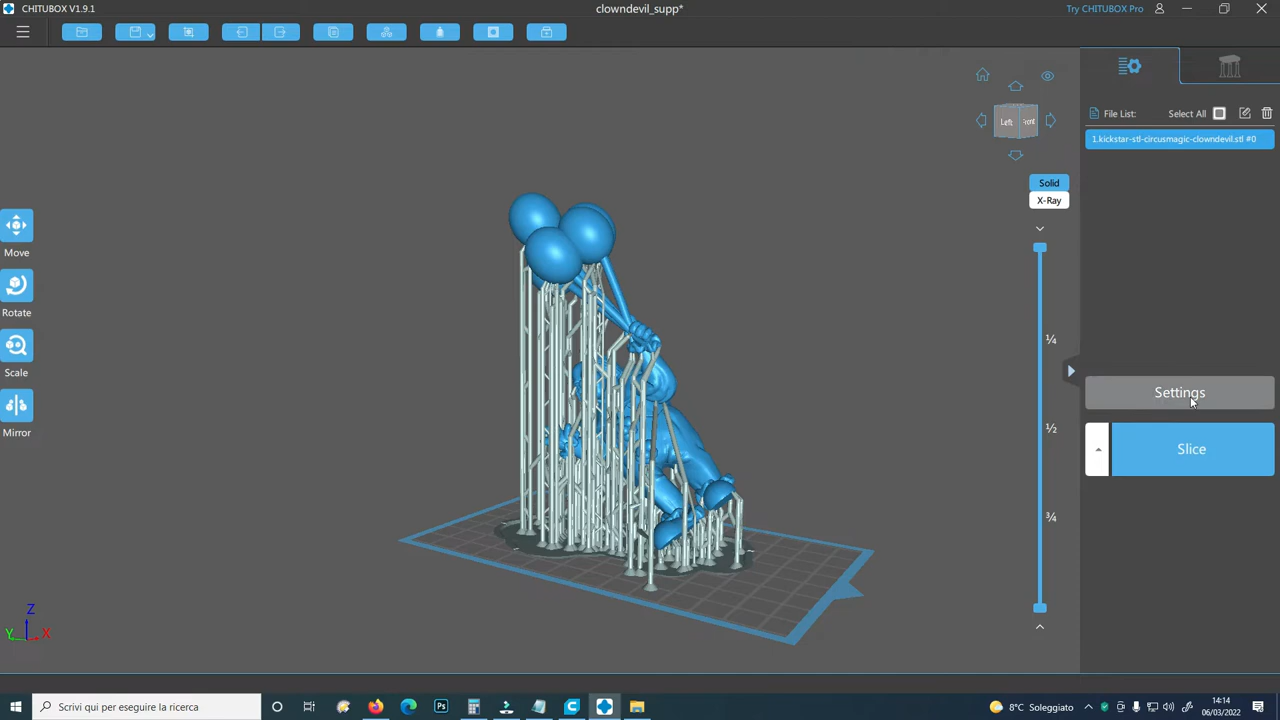 CHITUBOX V1.9.1
clowndevil_supp*
Try CHITUBOX Pro
Left
Front
File List:
Select All
1.kickstar-stl-circusmagic-clowndevil.stl #0
Solid
X-Ray
Move
Rotate
Scale
Mirror
¼
½
¾
Settings
Slice
Z
Y
X
Scrivi qui per eseguire la ricerca
Ps
8°C Soleggiato
14:14
06/03/2022